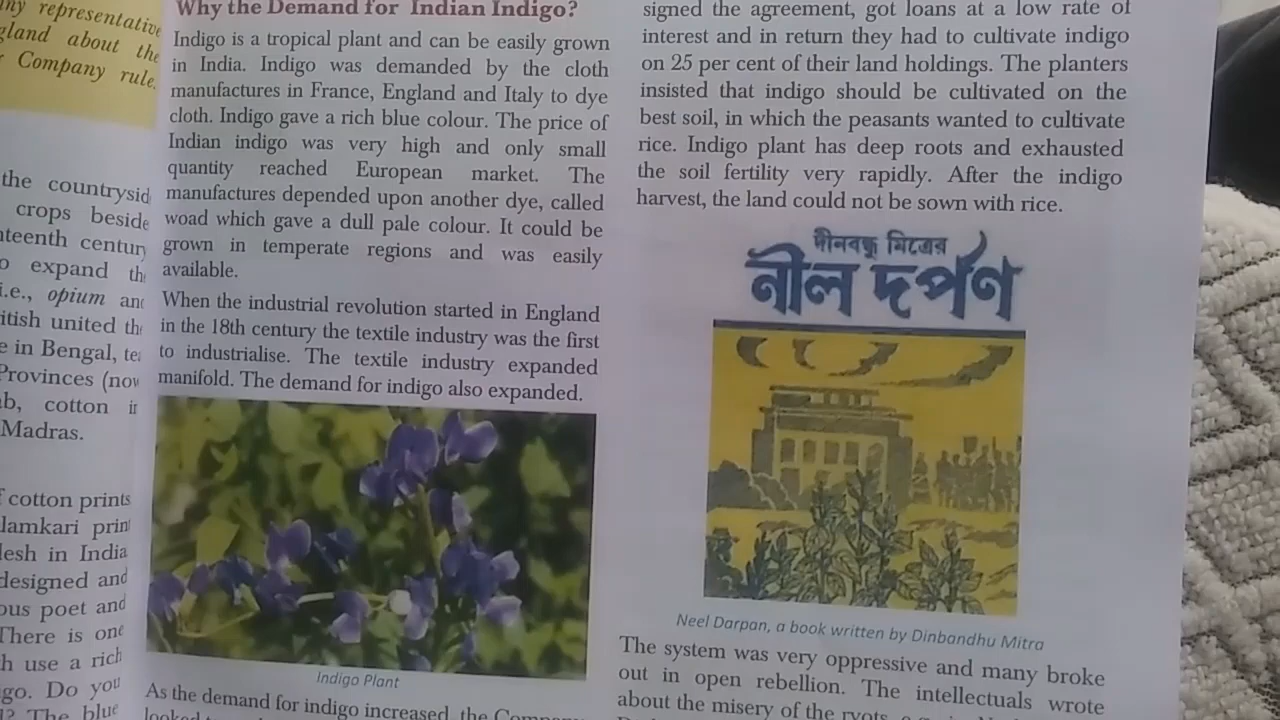 ny representative
gland about the
Company rule.
the countrysid
crops beside
nteenth century
o expand th
i.e., opium and
itish united th
e in Bengal, te
Provinces (now
ab, cotton in
Madras.
f cotton prints
lamkari print
lesh in India
designed and
ous poet and
There is one
h use a rich
igo. Do you
The blue
Why the Demand for Indian Indigo?
Indigo is a tropical plant and can be easily grown
in India. Indigo was demanded by the cloth
manufactures in France, England and Italy to dye
cloth. Indigo gave a rich blue colour. The price of
Indian indigo was very high and only small
quantity reached European market. The
manufactures depended upon another dye, called
woad which gave a dull pale colour. It could be
grown in temperate regions and was easily
available.
When the industrial revolution started in England
in the 18th century the textile industry was the first
to industrialise. The textile industry expanded
manifold. The demand for indigo also expanded.
Indigo Plant
As the demand for indigo increased, the Comp
looked
signed the agreement, got loans at a low rate of
interest and in return they had to cultivate indigo
on 25 per cent of their land holdings. The planters
insisted that indigo should be cultivated on the
best soil, in which the peasants wanted to cultivate
rice. Indigo plant has deep roots and exhausted
the soil fertility very rapidly. After the indigo
harvest, the land could not be sown with rice.
দীনবন্ধু মিত্রের
নীল দর্পণ
Neel Darpan, a book written by Dinbandhu Mitra
The system was very oppressive and many broke
out in open rebellion. The intellectuals wrote
about the misery of the ryots